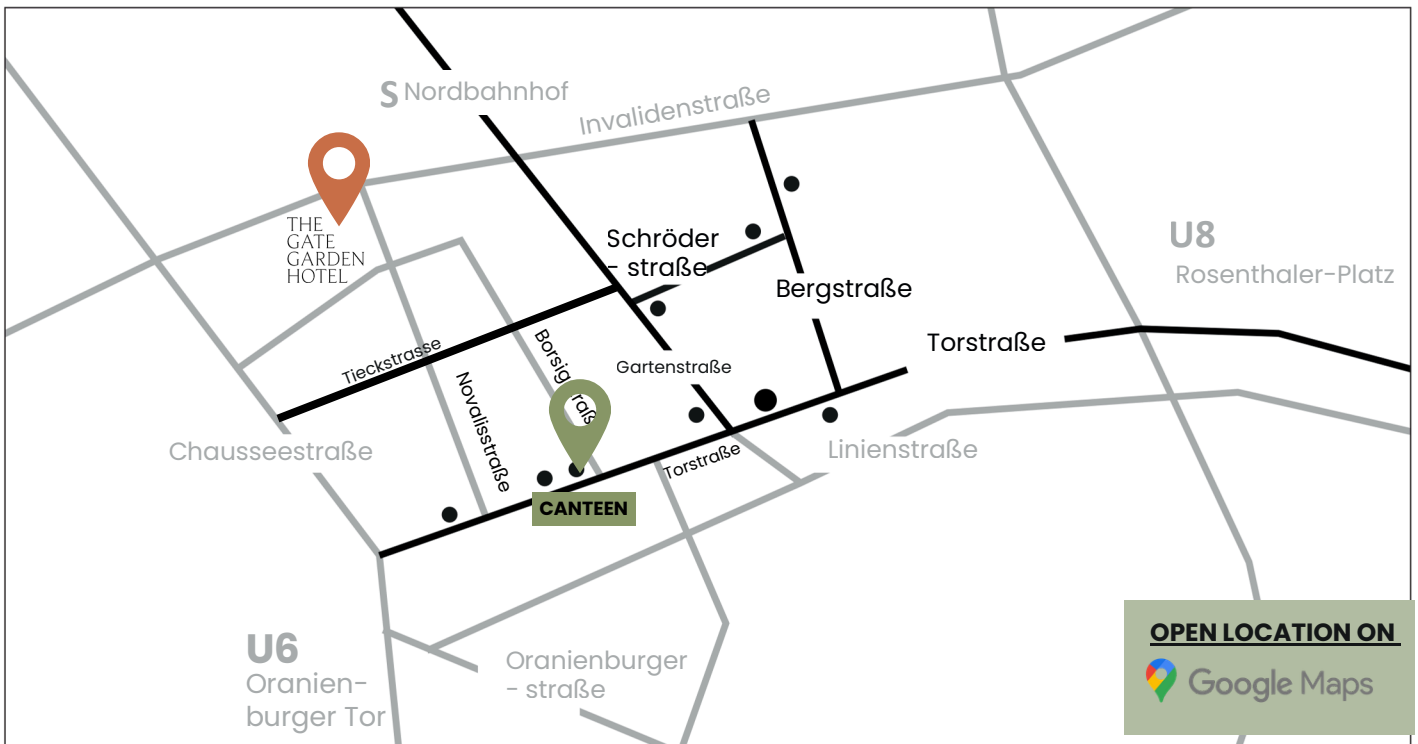 S Nordbahnhof
Invalidenstraße
THE
GATE
GARDEN
HOTEL
Schröder
- straße
U8
Rosenthaler-Platz
Bergstraße
Torstraße
Tieckstrasse
Borsigstraße
Gartenstraße
Novalisstraße
Chausseestraße
Torstraße
Linienstraße
CANTEEN
U6
Oranien-
burger Tor
Oranienburger
- straße
OPEN LOCATION ON
Google Maps